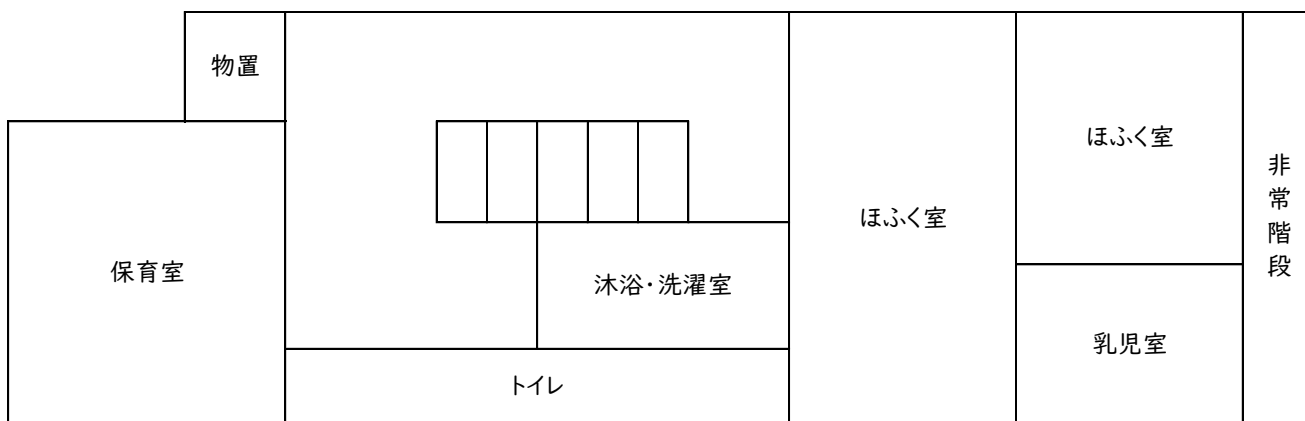 物置
保育室
沐浴・洗濯室
トイレ
ほふく室
ほふく室
乳児室
非常階段